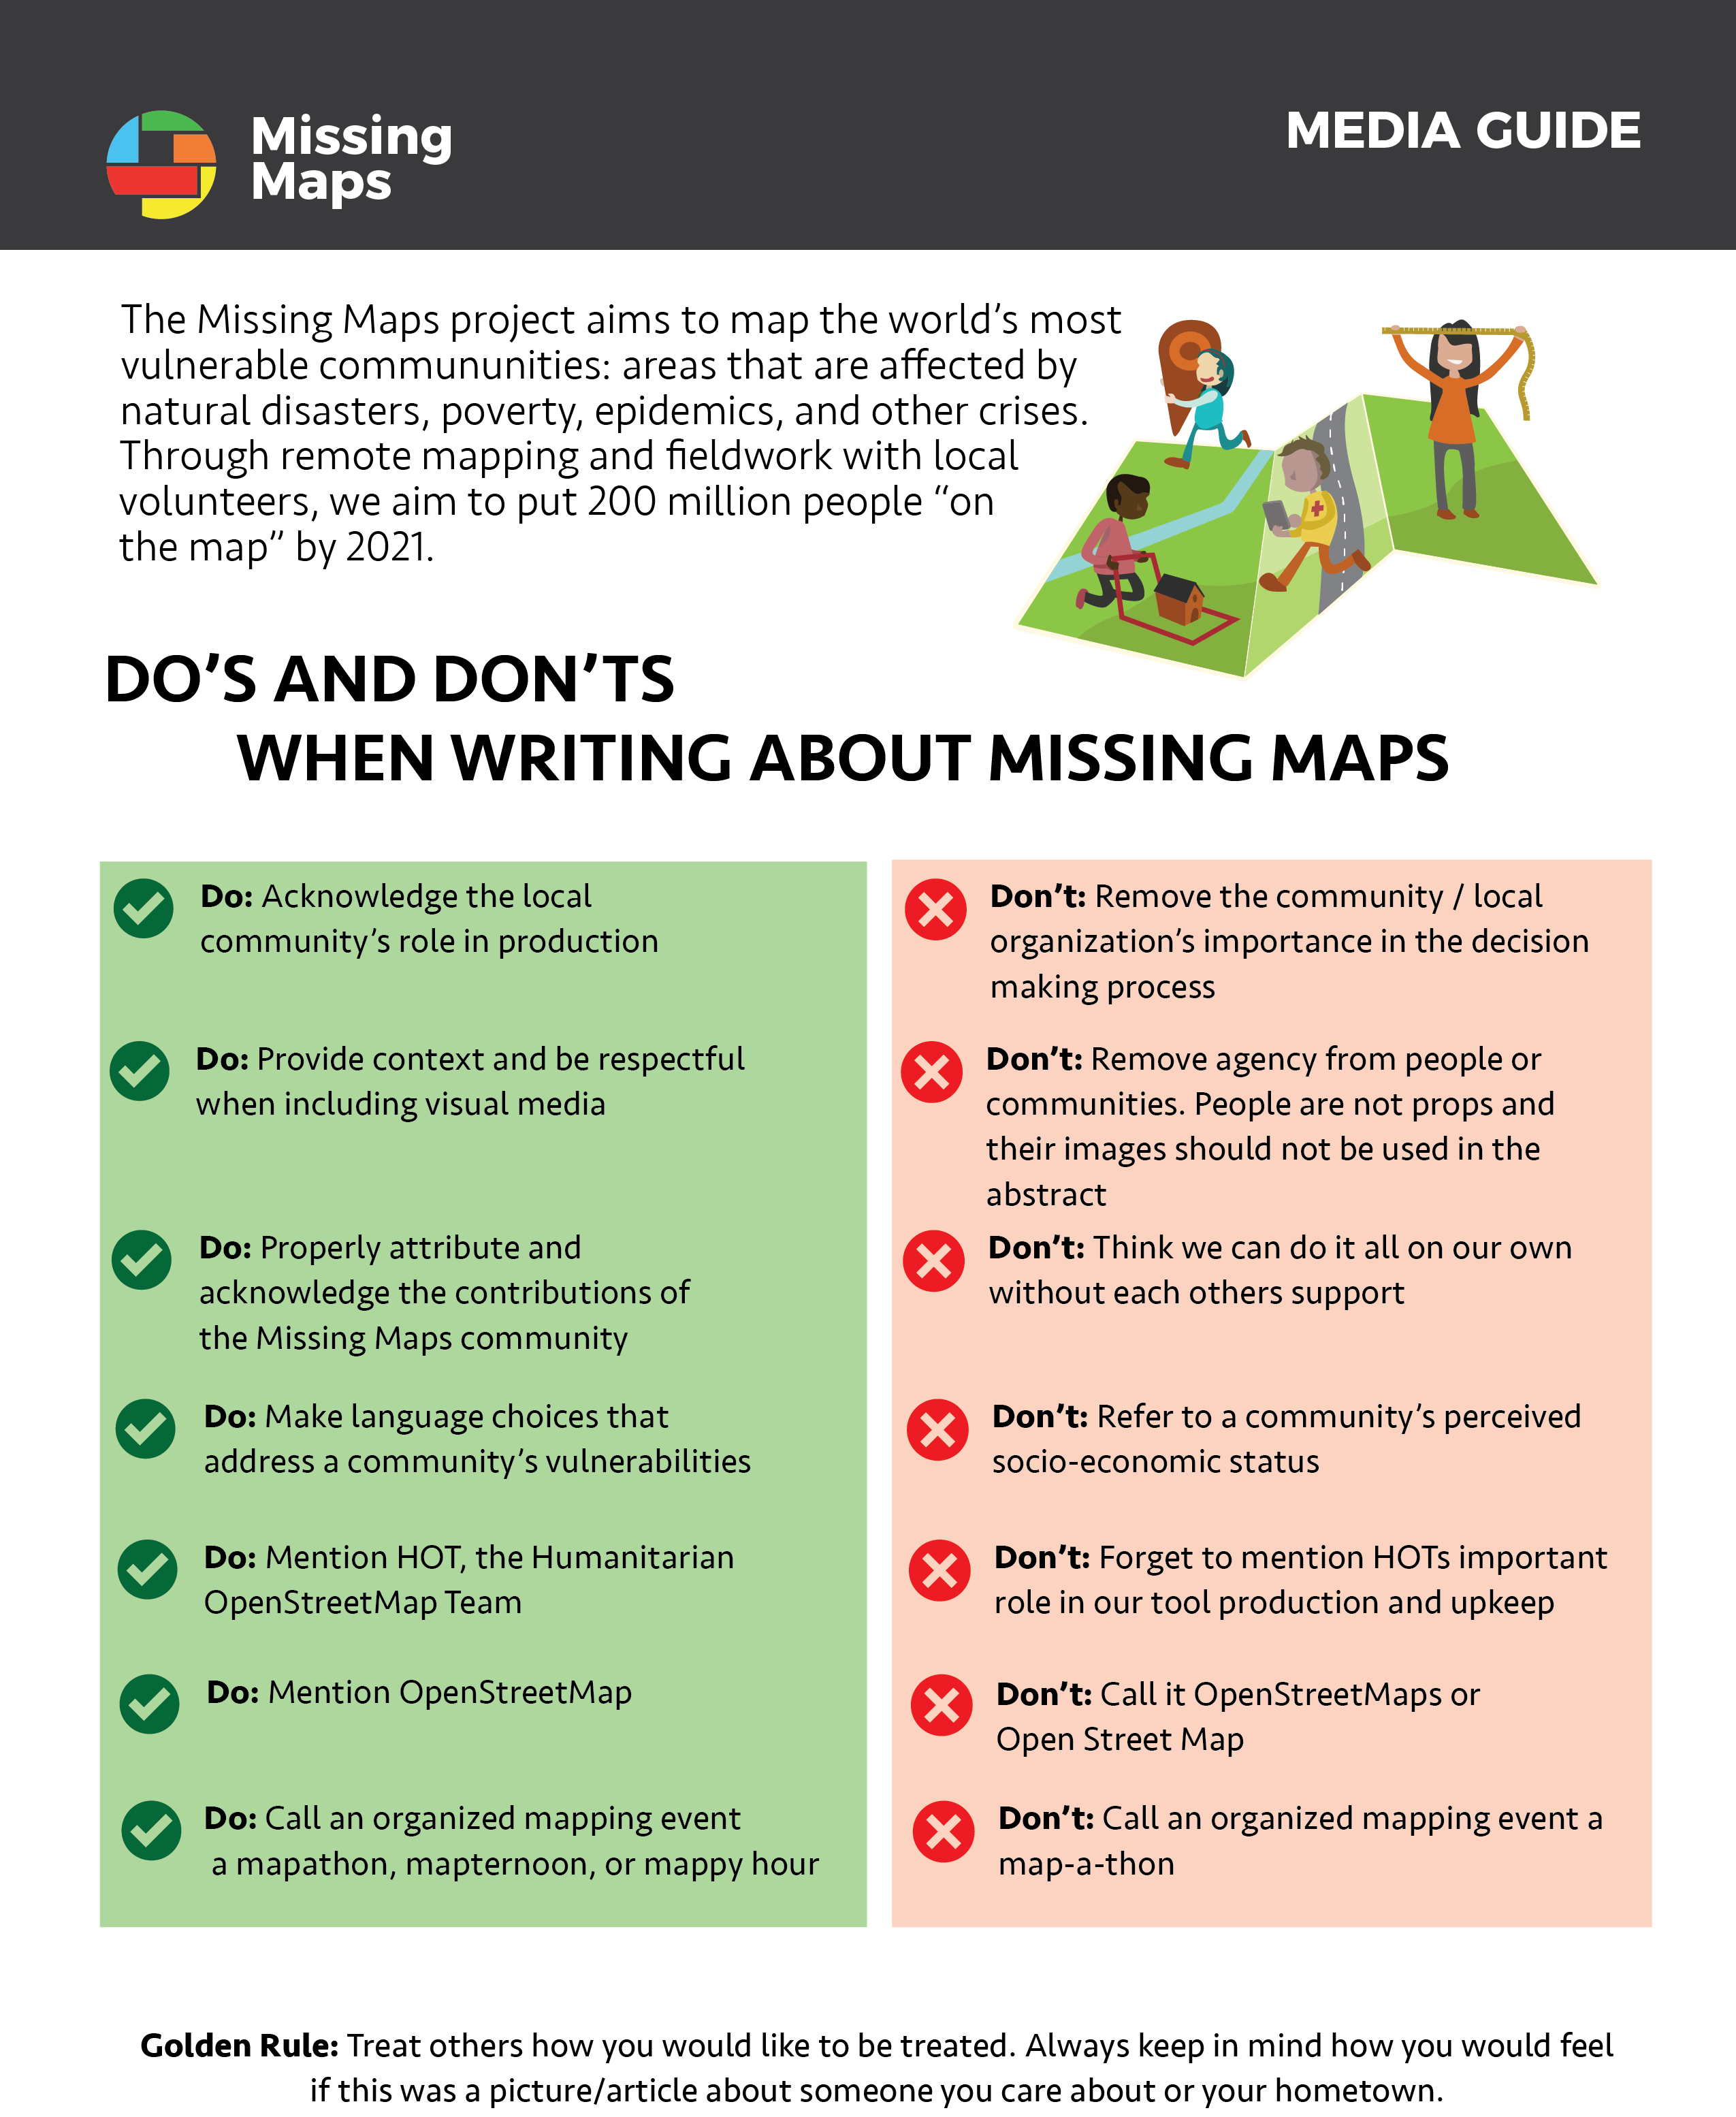 Missing
Maps
MEDIA GUIDE
The Missing Maps project aims to map the world’s most
vulnerable commununities: areas that are affected by
natural disasters, poverty, epidemics, and other crises.
Through remote mapping and fieldwork with local
volunteers, we aim to put 200 million people “on
the map” by 2021.
DO’S AND DON’TS
WHEN WRITING ABOUT MISSING MAPS
Do: Acknowledge the local
community’s role in production
Don’t: Remove the community / local
organization’s importance in the decision
making process
Do: Provide context and be respectful
when including visual media
Don’t: Remove agency from people or
communities. People are not props and
their images should not be used in the
abstract
Do: Properly attribute and
acknowledge the contributions of
the Missing Maps community
Don’t: Think we can do it all on our own
without each others support
Do: Make language choices that
address a community’s vulnerabilities
Don’t: Refer to a community’s perceived
socio-economic status
Do: Mention HOT, the Humanitarian
OpenStreetMap Team
Don’t: Forget to mention HOTs important
role in our tool production and upkeep
Do: Mention OpenStreetMap
Don’t: Call it OpenStreetMaps or
Open Street Map
Do: Call an organized mapping event
a mapathon, mapternoon, or mappy hour
Don’t: Call an organized mapping event a
map-a-thon
Golden Rule: Treat others how you would like to be treated. Always keep in mind how you would feel
if this was a picture/article about someone you care about or your hometown.